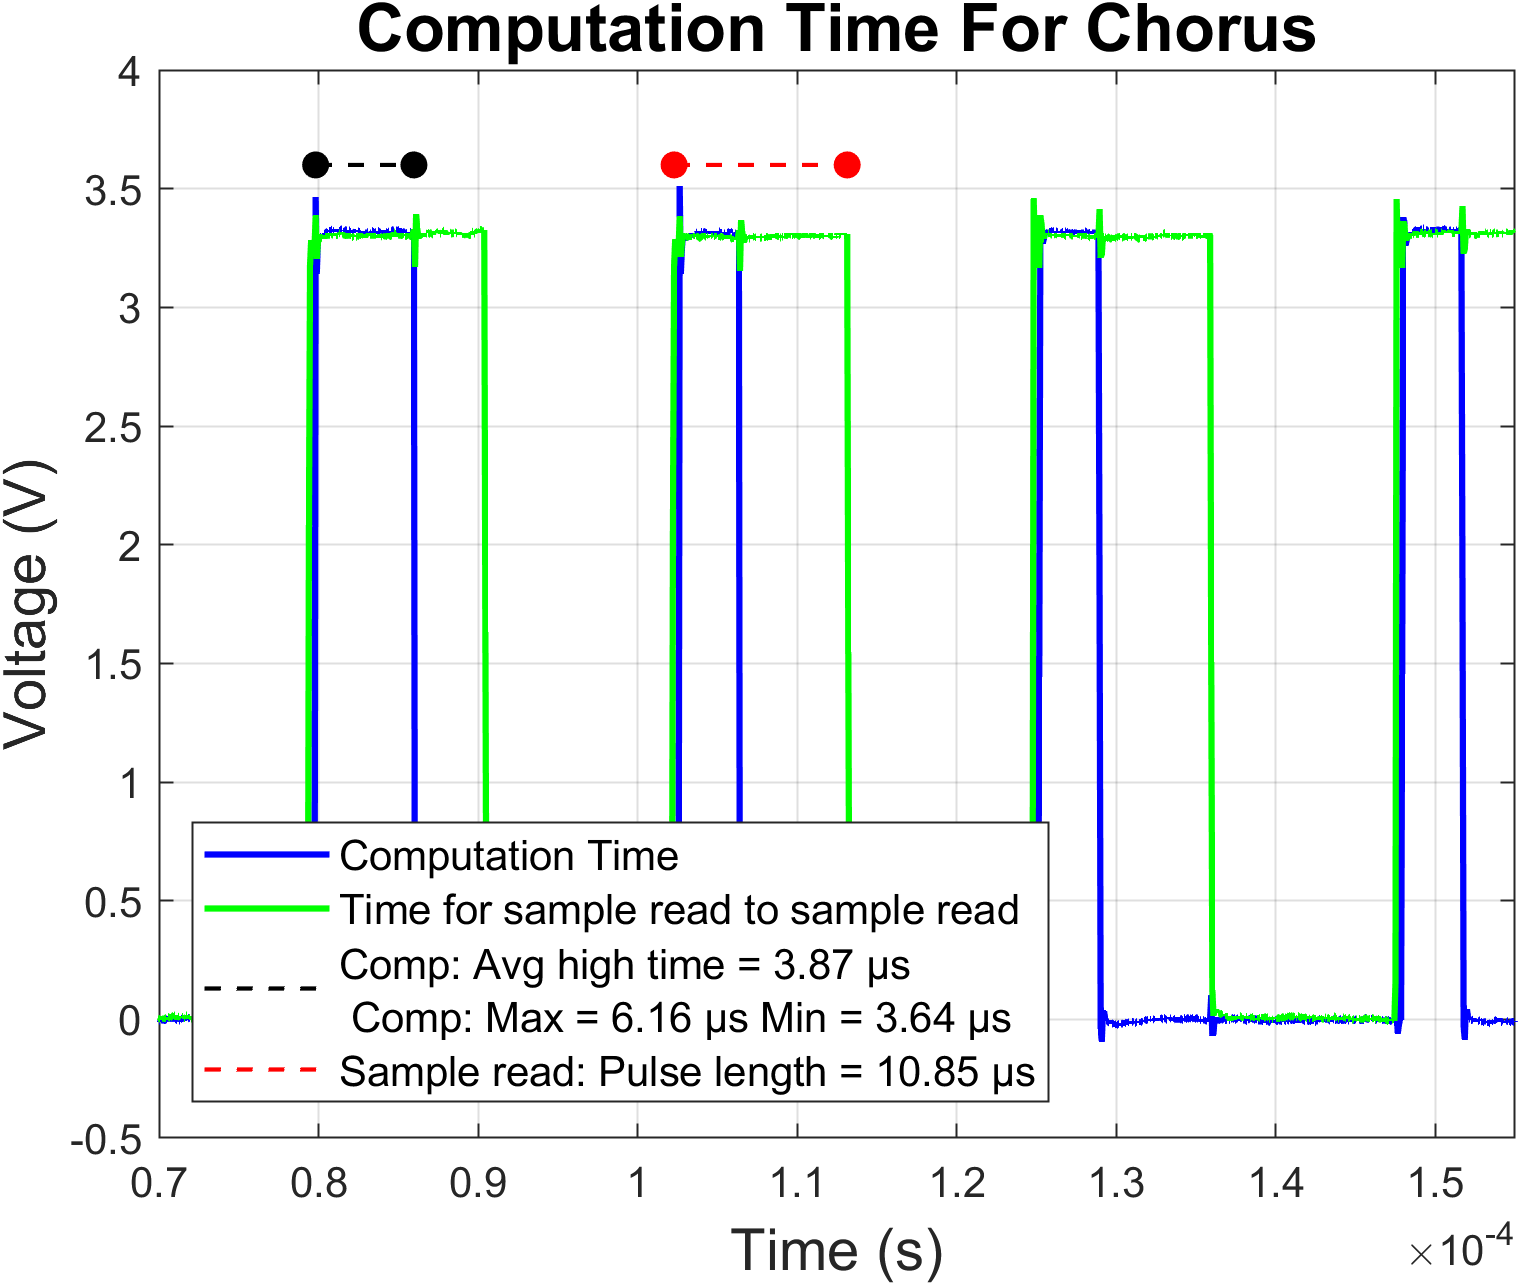 Computation Time For Chorus
4
3.5
3
2.5
2
1.5
1
0.5
0
-0.5
Voltage (V)
Computation Time
Time for sample read to sample read
Comp: Avg high time = 3.87 µs
Comp: Max = 6.16 µs Min = 3.64 µs
Sample read: Pulse length = 10.85 µs
0.7 0.8 0.9 1 1.1 1.2 1.3 1.4 1.5
Time (s)
×10-4